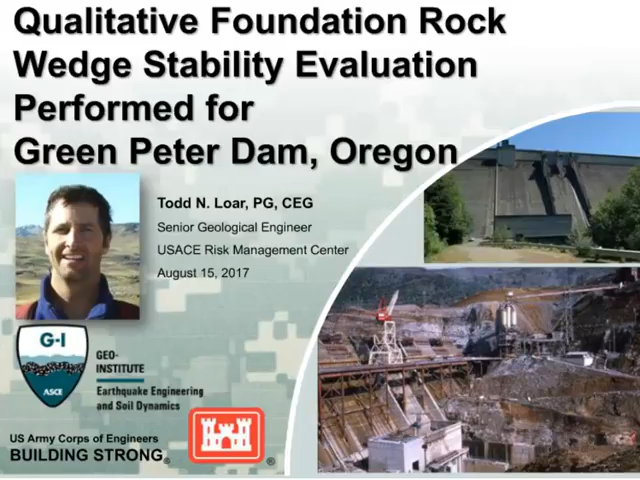 Qualitative Foundation Rock
Wedge Stability Evaluation
Performed for
Green Peter Dam, Oregon
Todd N. Loar, PG, CEG
Senior Geological Engineer
USACE Risk Management Center
August 15, 2017
G-I
ASCE
GEO-
INSTITUTE
Earthquake Engineering
and Soil Dynamics
US Army Corps of Engineers
BUILDING STRONG®
®